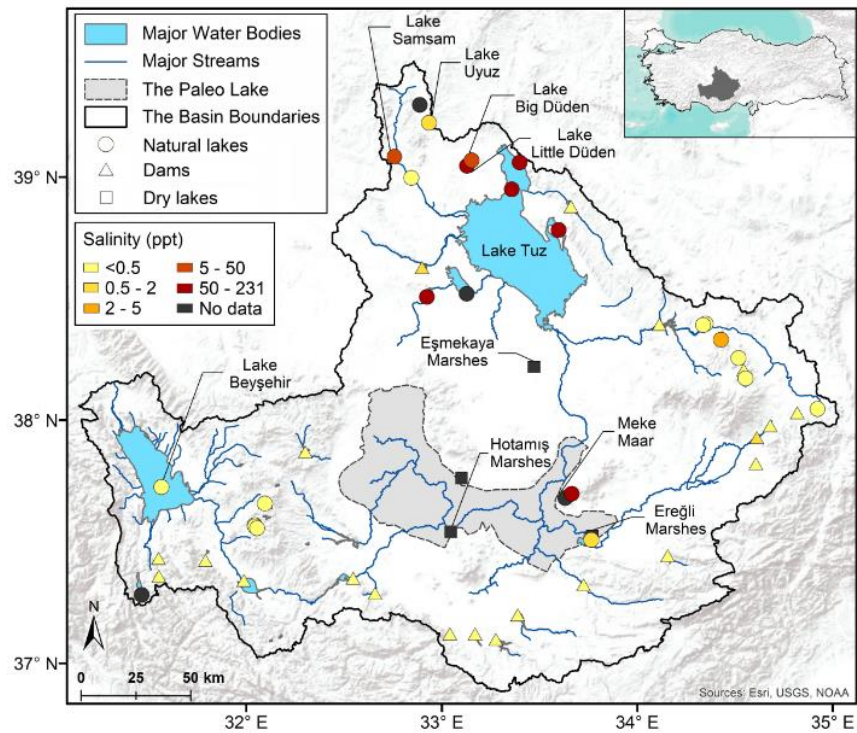 Major Water Bodies
Major Streams
The Paleo Lake
The Basin Boundaries
Natural lakes
Dams
Dry lakes
Salinity (ppt)
<0.5
0.5 - 2
2 - 5
5 - 50
50 - 231
No data
Lake
Samsam
Lake
Uyuz
Lake
Big Düden
Lake
Little Düden
Lake Tuz
Eşmekaya
Marshes
Lake
Beyşehir
Hotamış
Marshes
Meke
Maar
Ereğli
Marshes
39° N
38° N
37° N
N
0 25 50 km
Sources: Esri, USGS, NOAA
32° E
33° E
34° E
35° E